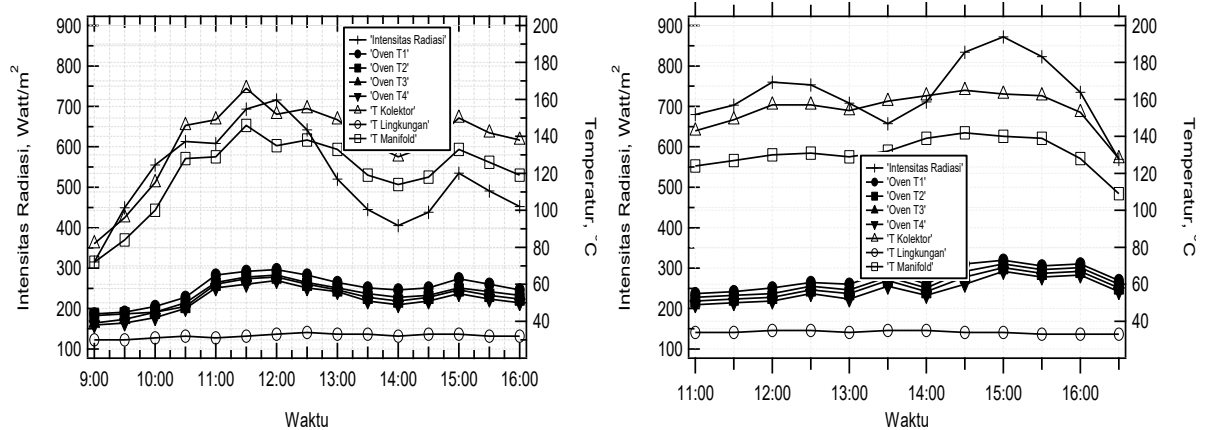 900
800
700
600
500
400
300
200
100
Intensitas Radiasi, Watt/m²
200
180
160
140
120
100
80
60
40
Temperatur, °C
'Intensitas Radiasi'
'Oven T1'
'Oven T2'
'Oven T3'
'Oven T4'
'T Kolektor'
'T Lingkungan'
'T Manifold'
9:00 10:00 11:00 12:00 13:00 14:00 15:00 16:00
Waktu
900
800
700
600
500
400
300
200
100
Intensitas Radiasi, Watt/m²
200
180
160
140
120
100
80
60
40
Temperatur, °C
'Intensitas Radiasi'
'Oven T1'
'Oven T2'
'Oven T3'
'Oven T4'
'T Kolektor'
'T Lingkungan'
'T Manifold'
11:00 12:00 13:00 14:00 15:00 16:00
Waktu